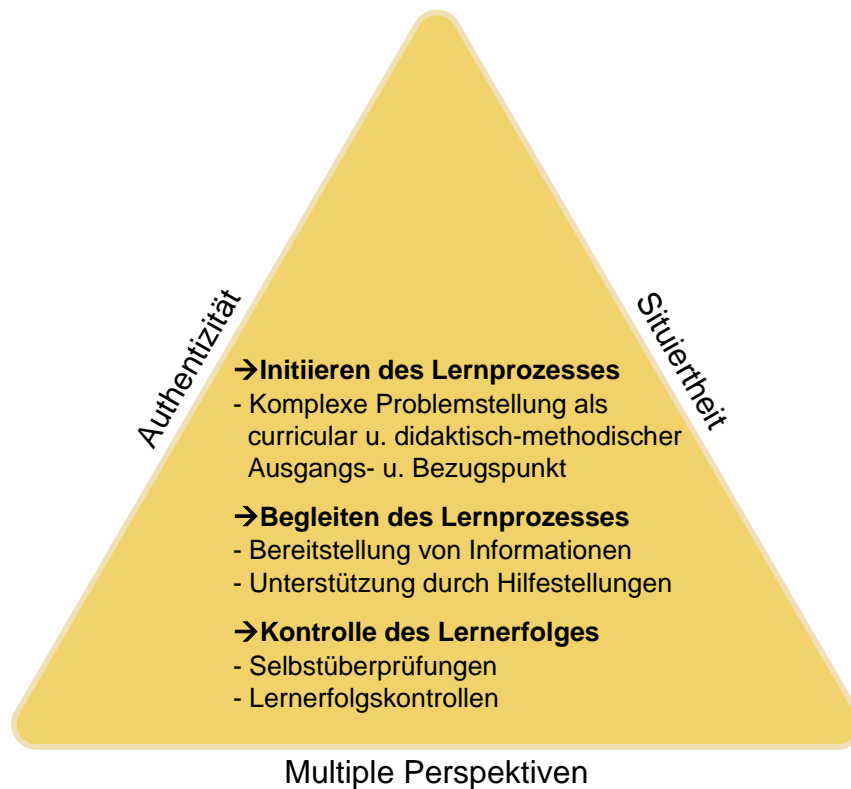 Authentizität
Situiertheit
→Initiieren des Lernprozesses
- Komplexe Problemstellung als
curricular u. didaktisch-methodischer
Ausgangs- u. Bezugspunkt
→Begleiten des Lernprozesses
- Bereitstellung von Informationen
- Unterstützung durch Hilfestellungen
→Kontrolle des Lernerfolges
- Selbstüberprüfungen
- Lernerfolgskontrollen
Multiple Perspektiven